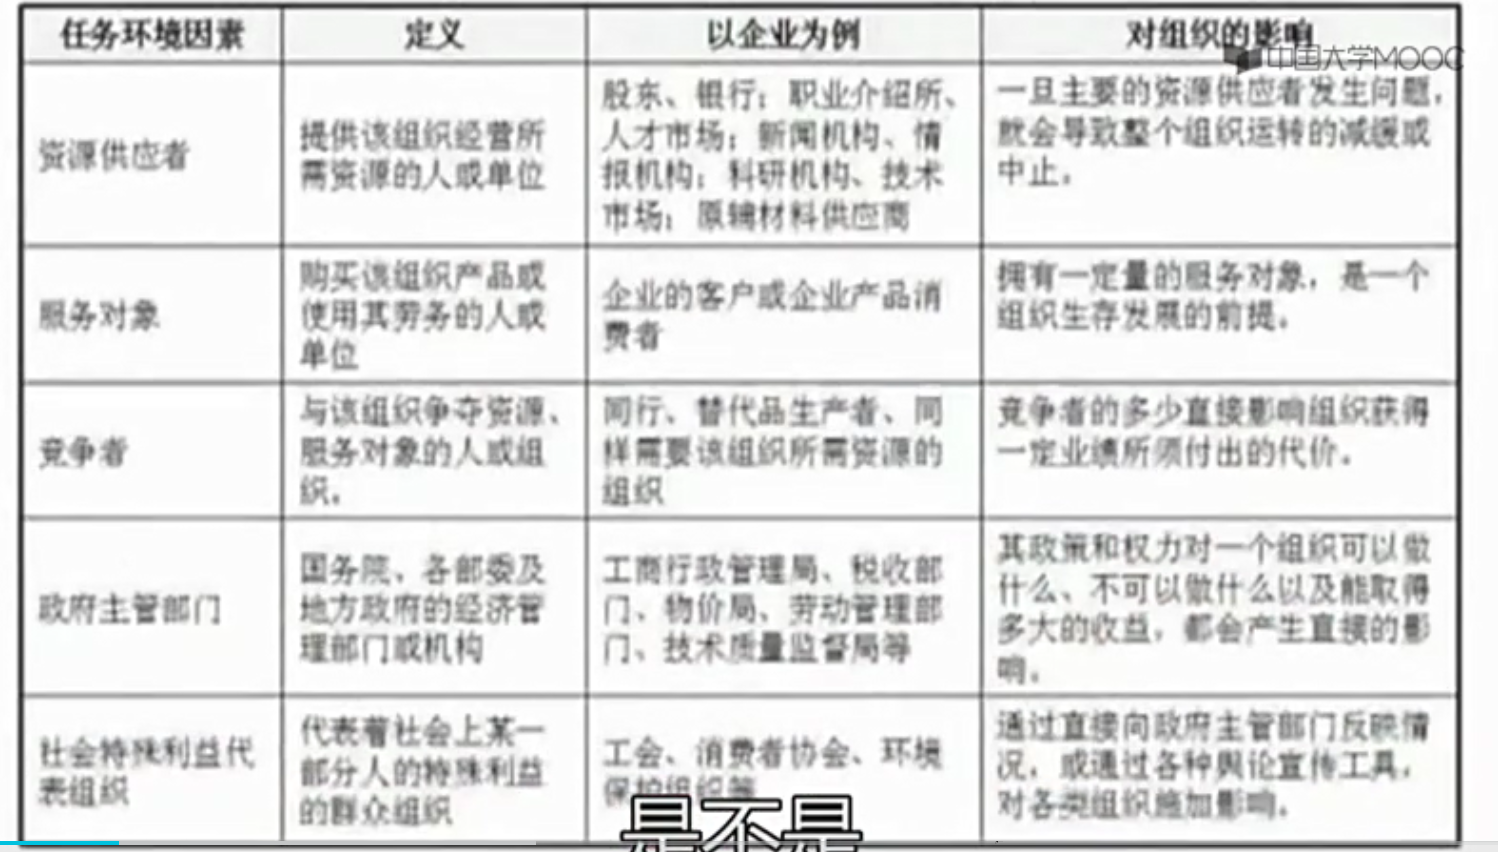 任务环境因素 定义 以企业为例 对组织的影响
中国大学MOOC
资源供应者
提供该组织经营所
需资源的人或单位
股东、银行；职业介绍所、
人才市场；新闻机构、情
报机构；科研机构、技术
市场；原辅材料供应商
一旦主要的资源供应者发生问题，
就会导致整个组织运转的减缓或
中止。
服务对象
购买该组织产品或
使用其劳务的人或
单位
企业的客户或企业产品消
费者
拥有一定量的服务对象，是一个
组织生存发展的前提。
竞争者
与该组织争夺资源、
服务对象的人或组
织。
同行、替代品生产者、同
样需要该组织所需资源的
组织
竞争者的多少直接影响组织获得
一定业绩所须付出的代价。
政府主管部门
国务院、各部委及
地方政府的经济管
理部门或机构
工商行政管理局、税收部
门、物价局、劳动管理部
门、技术质量监督局等
其政策和权力对一个组织可以做
什么、不可以做什么以及能取得
多大的收益，都会产生直接的影
响。
社会特殊利益代
表组织
代表着社会上某一
部分人的特殊利益
的群众组织
工会、消费者协会、环境
保护组织等
通过直接向政府主管部门反映情
况，或通过各种舆论宣传工具，
对各类组织施加影响。
是不是